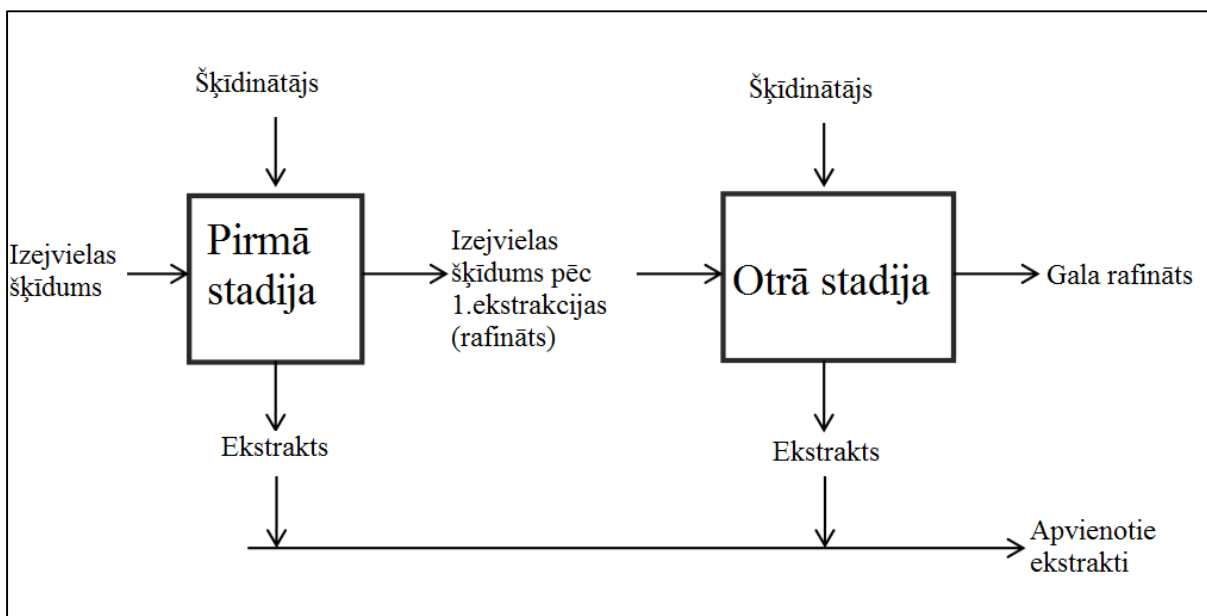 Šķīdinātājs
Šķīdinātājs
Izejvielas
šķīdums
Pirmā
stadija
Izejvielas
šķīdums pēc
1.ekstrakcijas
(rafināts)
Otrā stadija
Gala rafināts
Ekstrakts
Ekstrakts
Apvienotie
ekstrakti